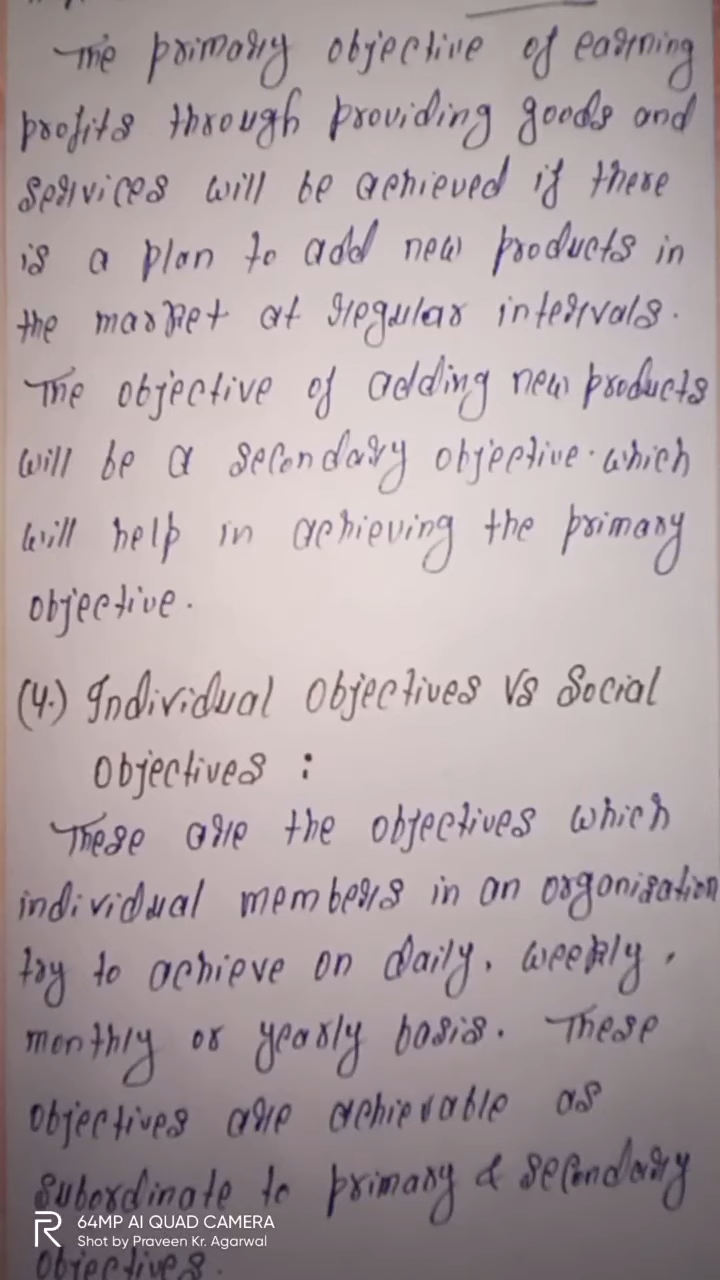 The primary objective of earning
profits through providing goods and
services will be achieved if there
is a plan to add new products in
the market at regular intervals.
The objective of adding new products
will be a secondary objective. which
will help in achieving the primary
objective.
(4.) Individual Objectives Vs Social
Objectives :
These are the objectives which
individual members in an organisation
try to achieve on daily, weekly,
monthly or yearly basis. These
objectives are achievable as
subordinate to primary & secondary
objectives.
64MP AI QUAD CAMERA
Shot by Praveen Kr. Agarwal